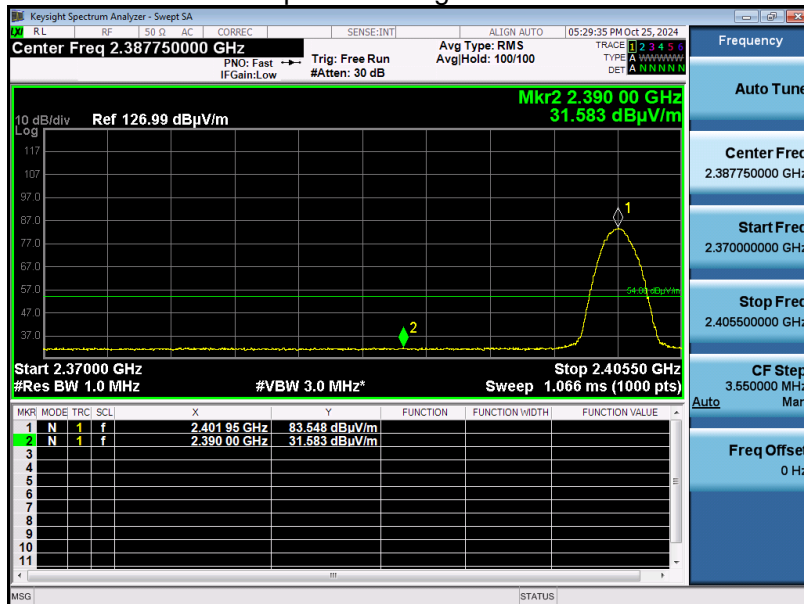 Keysight Spectrum Analyzer - Swept SA
RL RF 50 Ω AC CORREC SENSE:INT ALIGN AUTO 05:29:35 PM Oct 25, 2024
Center Freq 2.387750000 GHz
PNO: Fast
IFGain:Low
Trig: Free Run
#Atten: 30 dB
Avg Type: RMS
Avg|Hold: 100/100
TRACE 1 2 3 4 5 6
TYPE A WWWWW
DET A N N N N N
Mkr2 2.390 00 GHz
31.583 dBµV/m
10 dB/div Ref 126.99 dBµV/m
Log
117
107
97.0
87.0
77.0
67.0
57.0
47.0
37.0
1
54.00 dBµV/m
2
Start 2.37000 GHz Stop 2.40550 GHz
#Res BW 1.0 MHz #VBW 3.0 MHz* Sweep 1.066 ms (1000 pts)
MKR MODE TRC SCL X Y FUNCTION FUNCTION WIDTH FUNCTION VALUE
1 N 1 f 2.401 95 GHz 83.548 dBµV/m
2 N 1 f 2.390 00 GHz 31.583 dBµV/m
3
4
5
6
7
8
9
10
11
MSG STATUS
Frequency
Auto Tune
Center Freq
2.387750000 GHz
Start Freq
2.370000000 GHz
Stop Freq
2.405500000 GHz
CF Step
3.550000 MHz
Auto Man
Freq Offset
0 Hz